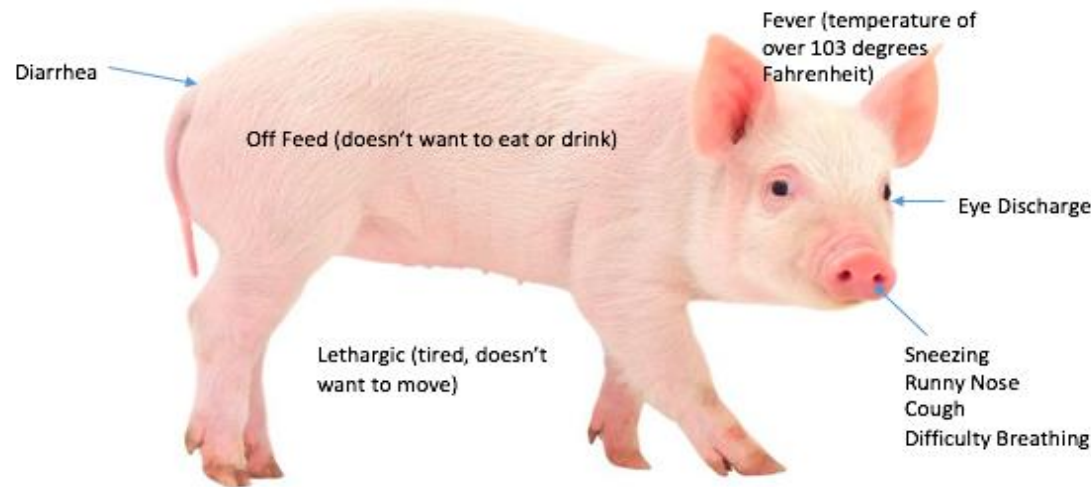 Fever (temperature of
over 103 degrees
Fahrenheit)
Diarrhea
Off Feed (doesn't want to eat or drink)
Eye Discharge
Lethargic (tired, doesn't
want to move)
Sneezing
Runny Nose
Cough
Difficulty Breathing